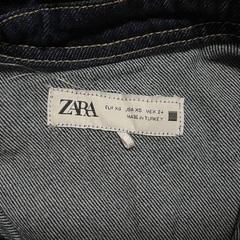 ZARA
EUR XS USA XS MEX 24
MADE IN TURKEY